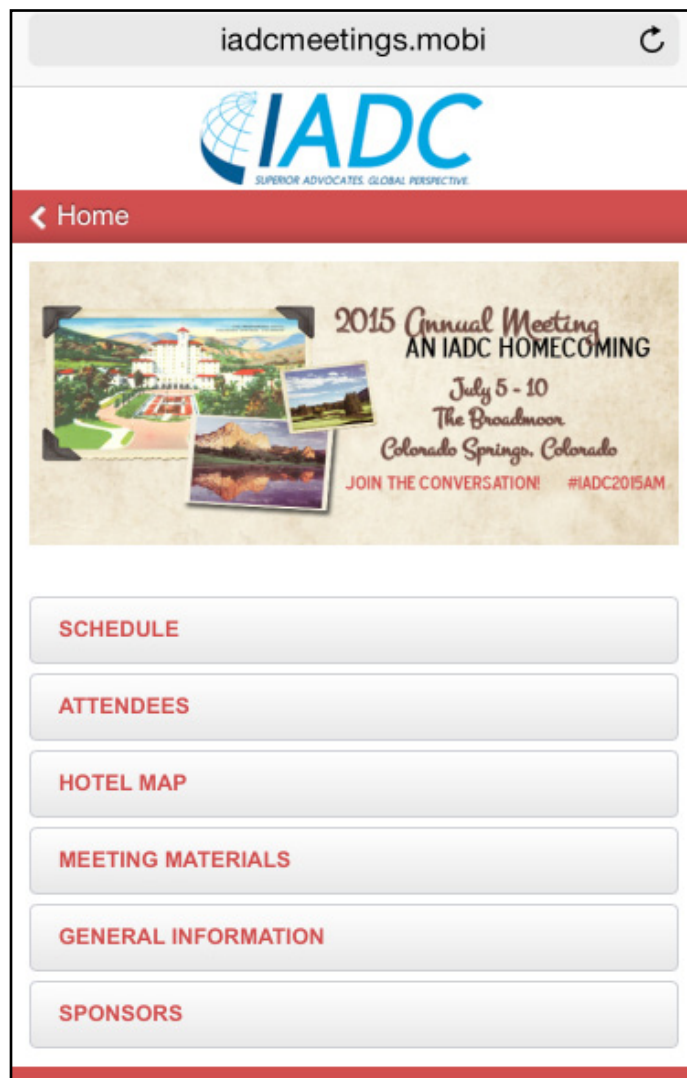 iadcmeetings.mobi
IADC
SUPERIOR ADVOCATES. GLOBAL PERSPECTIVE.
Home
2015 Annual Meeting
AN IADC HOMECOMING
July 5 - 10
The Broadmoor
Colorado Springs, Colorado
JOIN THE CONVERSATION! #IADC2015AM
SCHEDULE
ATTENDEES
HOTEL MAP
MEETING MATERIALS
GENERAL INFORMATION
SPONSORS